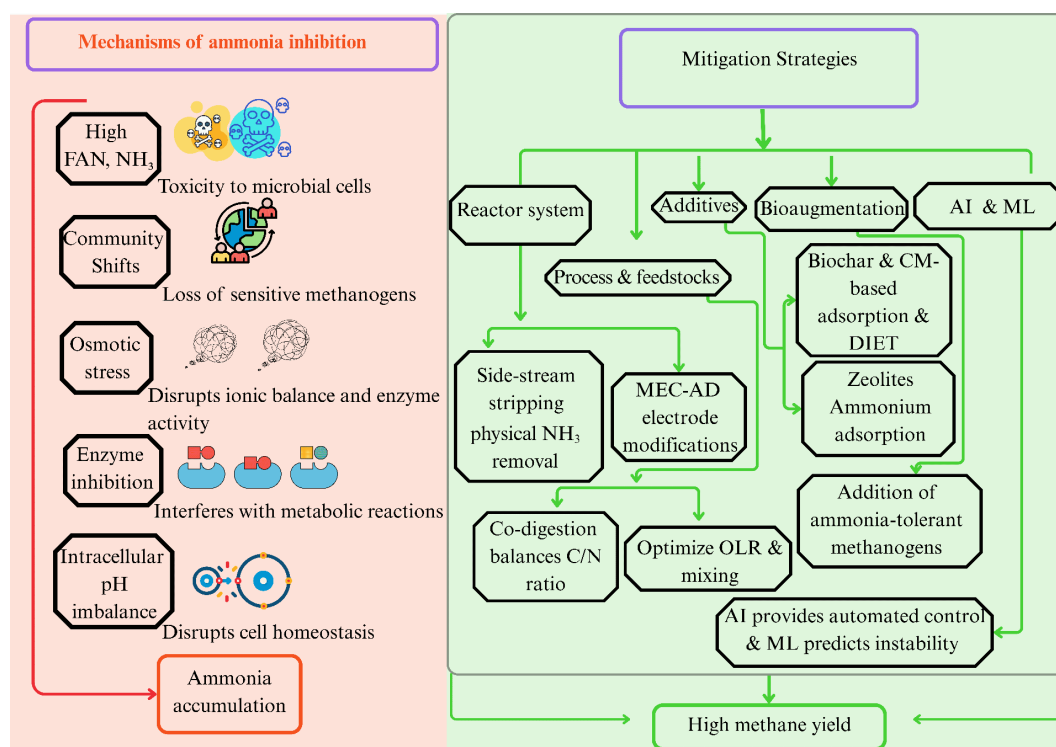 Mechanisms of ammonia inhibition
High
FAN, NH₃
Toxicity to microbial cells
Community
Shifts
Loss of sensitive methanogens
Osmotic
stress
Disrupts ionic balance and enzyme
activity
Enzyme
inhibition
Interferes with metabolic reactions
Intracellular
pH
imbalance
Disrupts cell homeostasis
Ammonia
accumulation
Mitigation Strategies
Reactor system
Additives
Bioaugmentation
AI & ML
Process & feedstocks
Biochar & CM-
based
adsorption &
DIET
Side-stream
stripping
physical NH₃
removal
MEC-AD
electrode
modifications
Zeolites
Ammonium
adsorption
Addition of
ammonia-tolerant
methanogens
Co-digestion
balances C/N
ratio
Optimize OLR &
mixing
AI provides automated control
& ML predicts instability
High methane yield